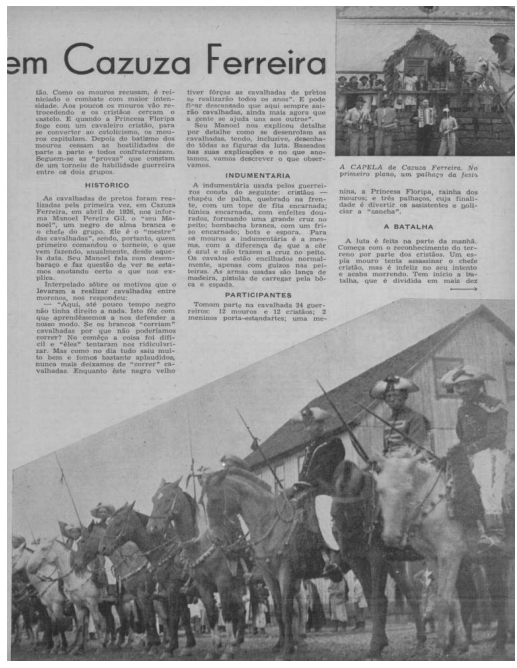 em Cazuza Ferreira
tão. Como os mouros recusam, é rei-
niciado o combate com maior inten-
sidade. Aos poucos os mouros vão re-
trocedendo e os cristãos cercam o
castelo. E quando a Princesa Floripa
foge com um cavaleiro cristão, para
se converter ao catolicismo, os mou-
ros capitulam. Depois do batismo dos
mouros cessam as hostilidades de
parte a parte e todos confraternizam.
Seguem-se as "provas" que constam
de um torneio de habilidade guerreira
entre os dois grupos.
HISTÓRICO
As cavalhadas de pretos foram rea-
lizadas pela primeira vez, em Cazuza
Ferreira, em abril de 1926, nos infor-
ma Manoel Pereira Gil, o "seu Ma-
noel", um negro de alma branca e
o chefe do grupo. Ele é o "mestre"
das cavalhadas, sendo, portanto, quem
primeiro comandou o torneio, o que
vem fazendo, anualmente, desde aque-
la data. Seu Manoel fala com desem-
baraço e faz questão de ver se esta-
mos anotando certo o que nos ex-
plica.
Interpelado sôbre os motivos que o
levaram a realizar cavalhadas entre
morenos, nos respondeu:
— "Aqui, até pouco tempo negro
não tinha direito a nada. Isto fêz com
que aprendêssemos a nos defender a
nosso modo. Se os brancos "corriam"
cavalhadas por que não poderíamos
correr? No comêço a coisa foi difí-
cil e "êles" tentaram nos ridiculari-
zar. Mas como no dia tudo saiu mui-
to bem e fomos bastante aplaudidos,
nunca mais deixamos de "correr" ca-
valhadas. Enquanto êste negro velho
tiver fôrças as cavalhadas de pretos
se realizarão todos os anos". E pode
ficar descansado que aqui sempre sai-
rão cavalhadas, ainda mais agora que
a gente se ajuda uns aos outros".
Seu Manoel nos explicou detalhe
por detalhe como se desenrolam as
cavalhadas, tendo, inclusive, desenha-
do tôdas as figuras da luta. Baseados
nas suas explicações e no que ano-
tamos, vamos descrever o que obser-
vamos.
INDUMENTÁRIA
A indumentária usada pelos guerrei-
ros consta do seguinte: cristãos —
chapéu de palha, quebrado na fren-
te, com um tope de fita encarnada;
túnica encarnada, com enfeites dou-
rados, formando uma grande cruz no
peito; bombacha branca, com um fri-
so encarnado; bota e espora. Para
os mouros a indumentária é a mes-
ma, com a diferença de que a côr
é azul e não trazem a cruz no peito.
Os cavalos estão encilhados normal-
mente, apenas com guisos nas pei-
teiras. As armas usadas são lança de
madeira, pistola de carregar pela bô-
ca e espada.
PARTICIPANTES
Tomam parte na cavalhada 24 guer-
reiros: 12 mouros e 12 cristãos; 2
meninos porta-estandartes; uma me-
A CAPELA de Cazuza Ferreira. No
primeiro plano, um palhaço da festa
nina, a Princesa Floripa, rainha dos
mouros; e três palhaços, cuja finali-
dade é divertir os assistentes e poli-
ciar a "cancha".
A BATALHA
A luta é feita na parte da manhã.
Começa com o reconhecimento do ter-
reno por parte dos cristãos. Um es-
pia mouro tenta assassinar o chefe
cristão, mas é infeliz no seu intento
e acaba morrendo. Tem início a ba-
talha, que é dividida em mais dez